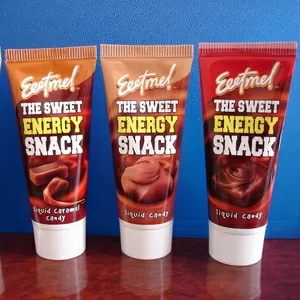 Eeetme!
THE SWEET
ENERGY
SNACK
liquid caramel
candy
Eeetme!
THE SWEET
ENERGY
SNACK
liquid candy
Eeetme!
THE SWEET
ENERGY
SNACK
liquid candy